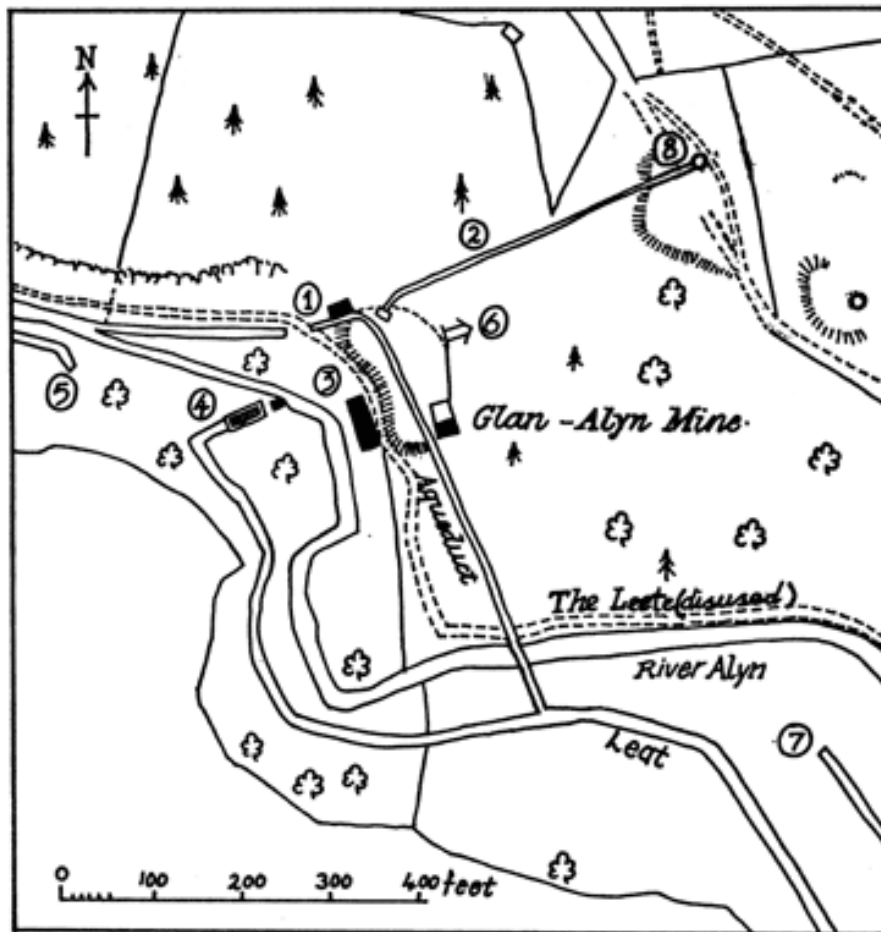 N
8
2
1
6
3
5
4
Glan-Alyn Mine.
Aqueduct
The Leete (disused)
River Alyn
7
Leat
0 100 200 300 400 feet